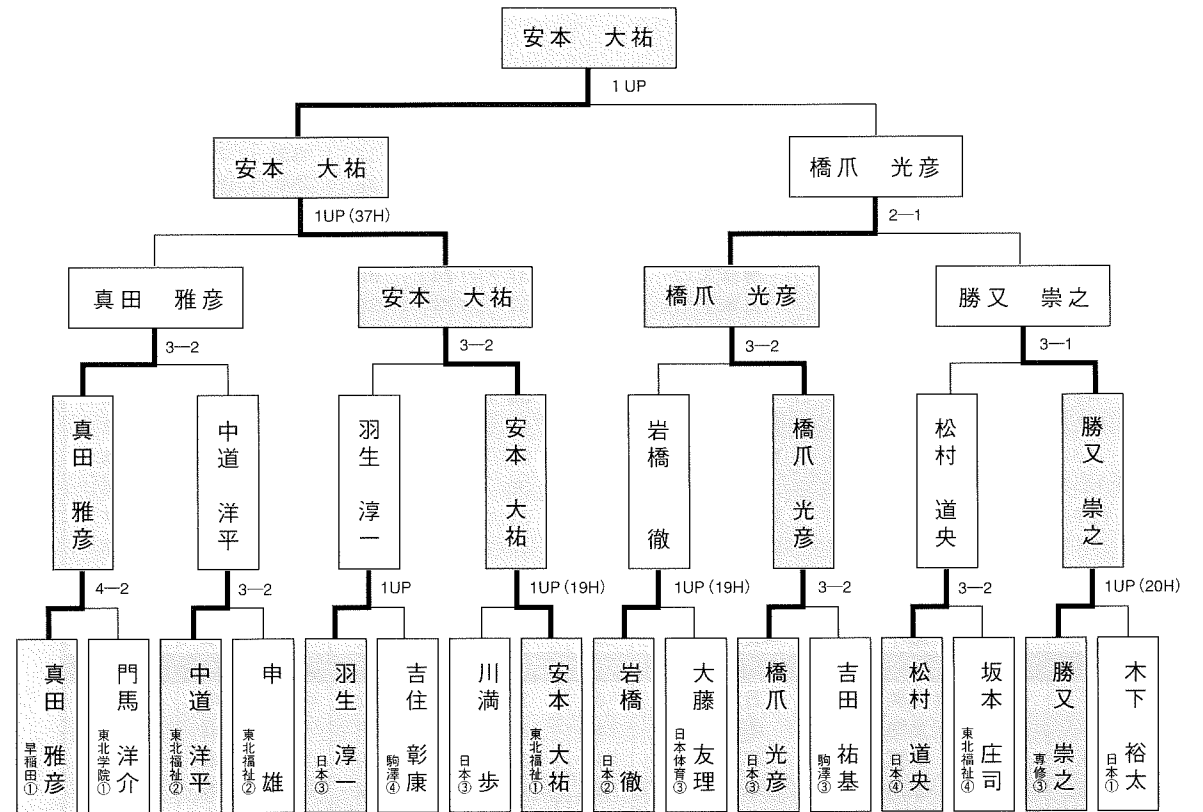 安本 大祐
1 UP
安本 大祐
橋爪 光彦
1UP (37H)
2—1
真田 雅彦
安本 大祐
橋爪 光彦
勝又 崇之
3—2
3—2
3—2
3—1
真田 雅彦
中道 洋平
羽生 淳一
安本 大祐
岩橋 徹
橋爪 光彦
松村 道央
勝又 崇之
4—2
3—2
1UP
1UP (19H)
1UP (19H)
3—2
3—2
1UP (20H)
真田 雅彦
早稲田①
門馬 洋介
東北学院①
中道 洋平
東北福祉②
申 雄
東北福祉②
羽生 淳一
日本③
吉住 彰康
駒澤④
川満 歩
日本③
安本 大祐
東北福祉①
岩橋 徹
日本②
大藤 友理
日本体育③
橋爪 光彦
日本③
吉田 祐基
駒澤③
松村 道央
日本④
坂本 庄司
東北福祉④
勝又 崇之
専修③
木下 裕太
日本①